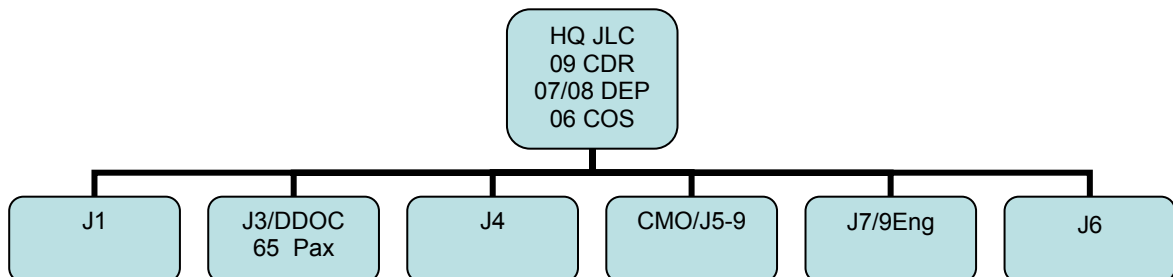 HQ JLC
09 CDR
07/08 DEP
06 COS
J1
J3/DDOC
65 Pax
J4
CMO/J5-9
J7/9Eng
J6